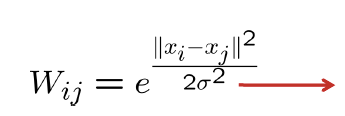 W_{ij} = e^{\frac{\|x_i - x_j\|^2}{2\sigma^2}}